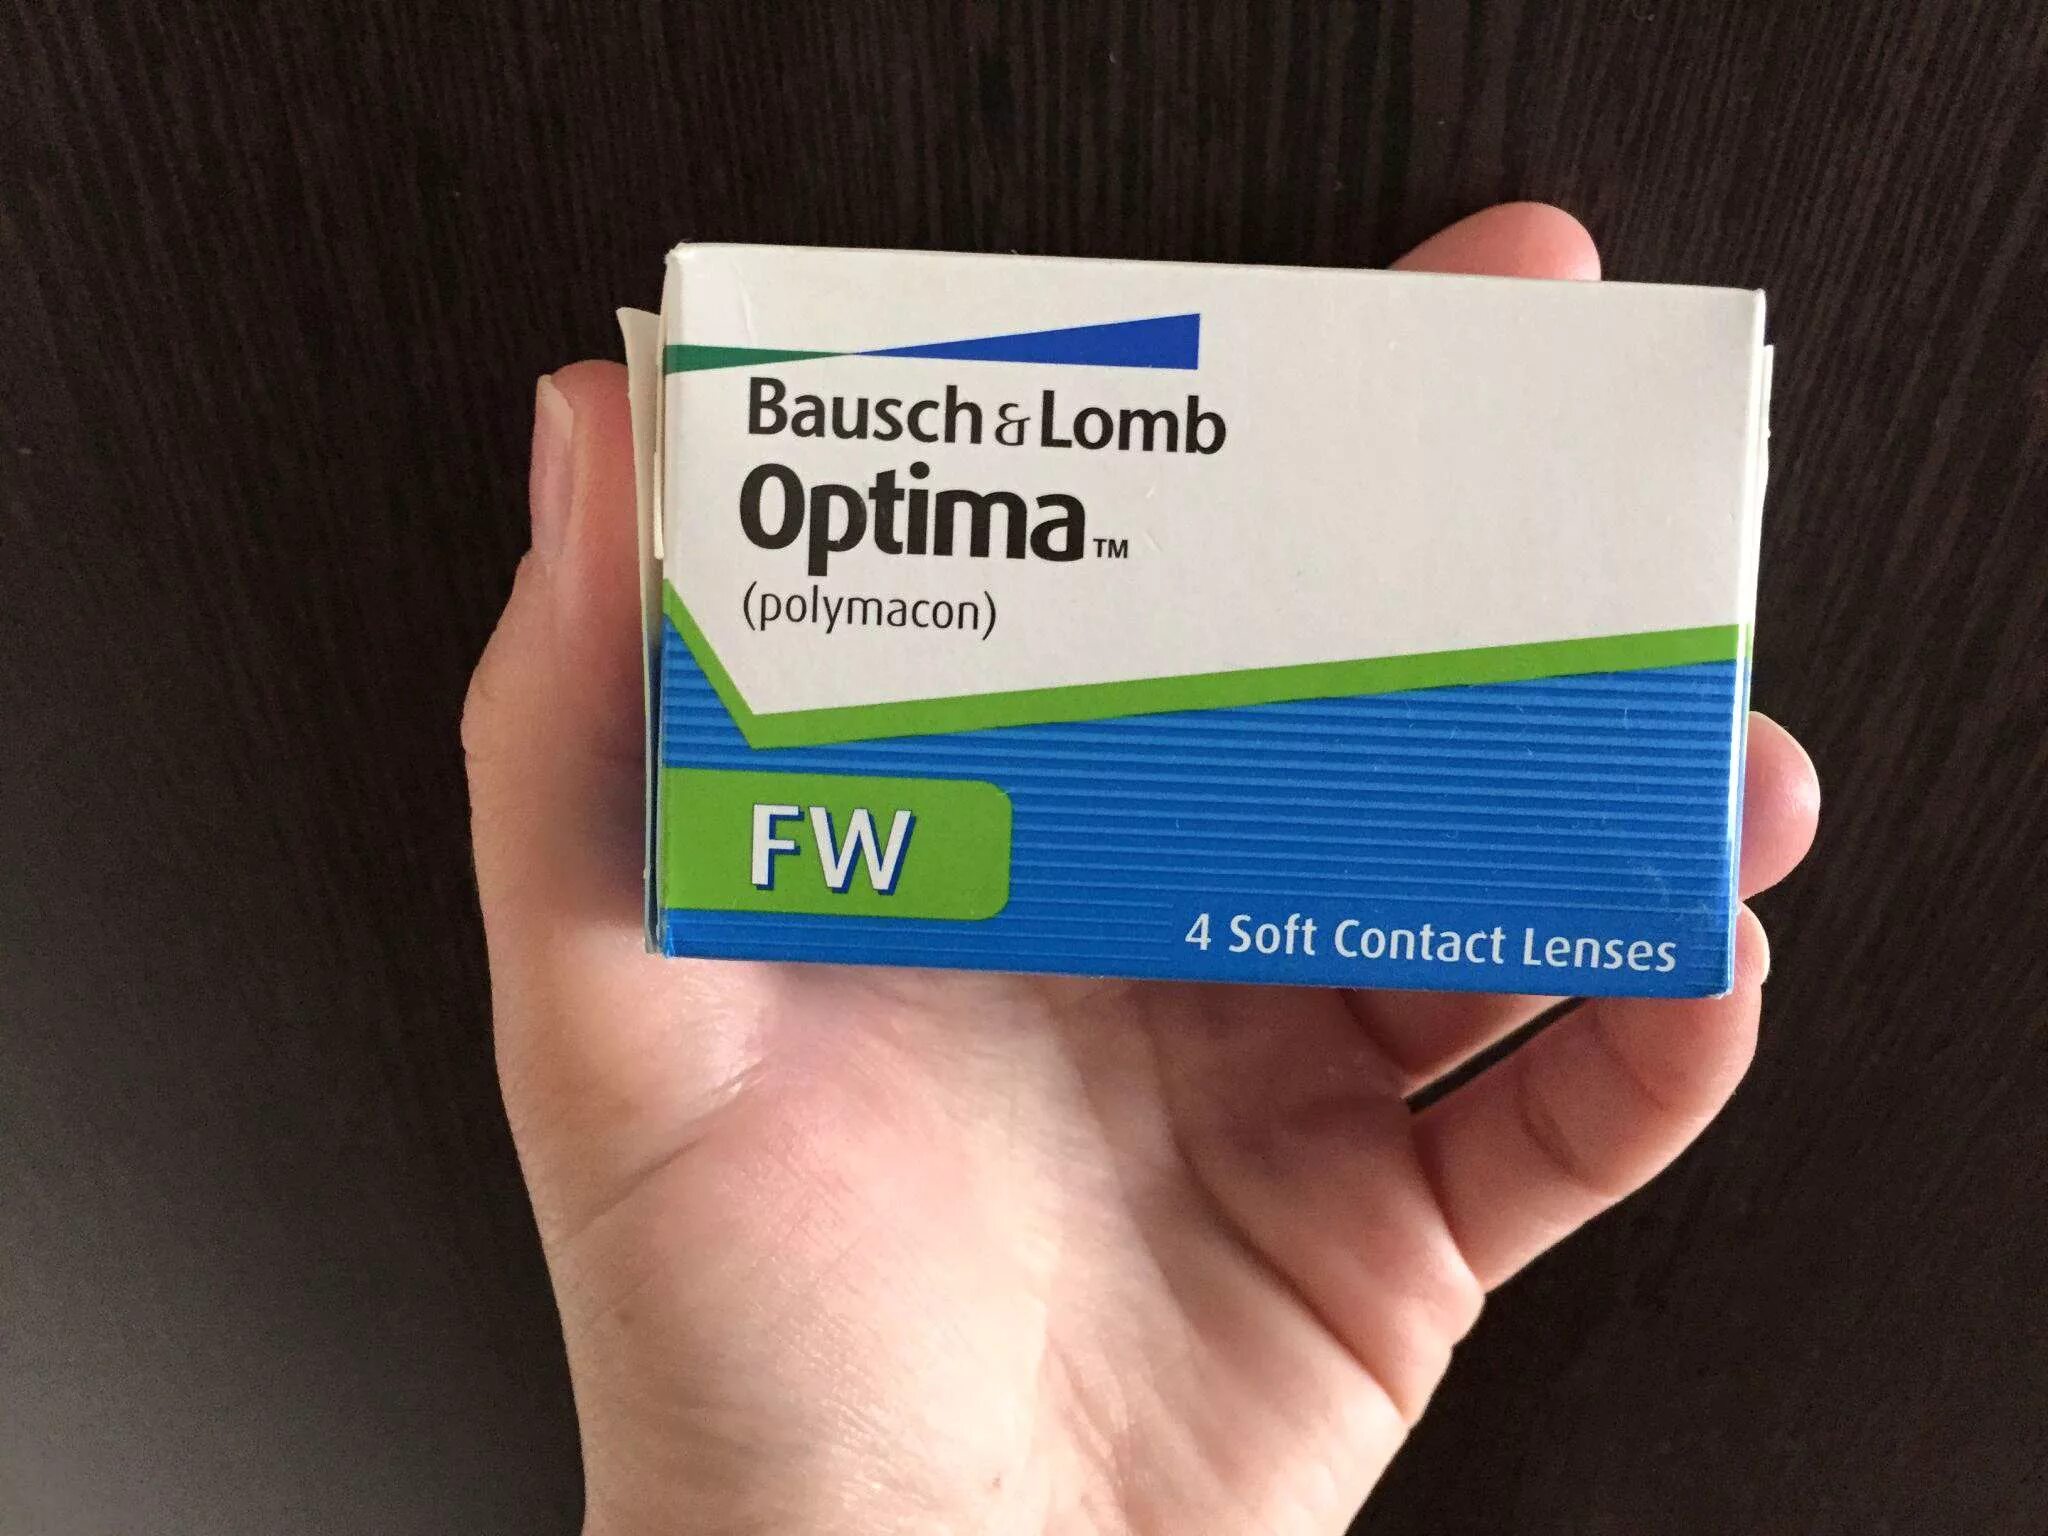 Bausch & Lomb
Optima™
(polymacon)
FW
4 Soft Contact Lenses